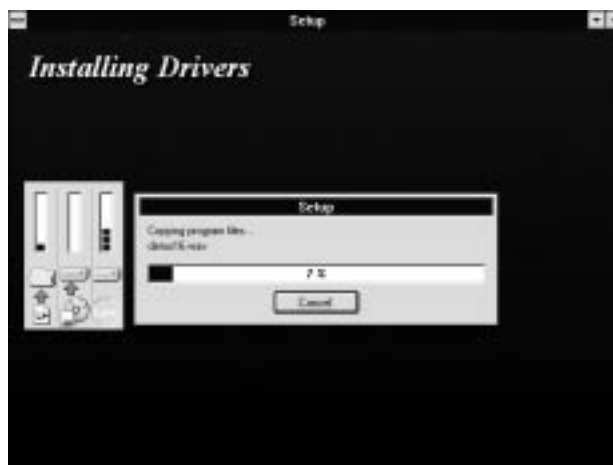 Setup
Installing Drivers
Setup
Copying program files...
7 %
Cancel